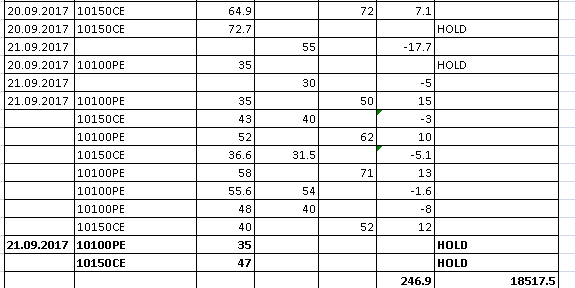 20.09.2017 10150CE 64.9 72 7.1
20.09.2017 10150CE 72.7 HOLD
21.09.2017 55 -17.7
20.09.2017 10100PE 35 HOLD
21.09.2017 30 -5
21.09.2017 10100PE 35 50 15
10150CE 43 40 -3
10100PE 52 62 10
10150CE 36.6 31.5 -5.1
10100PE 58 71 13
10100PE 55.6 54 -1.6
10100PE 48 40 -8
10150CE 40 52 12
21.09.2017 10100PE 35 HOLD
10150CE 47 HOLD
246.9 18517.5